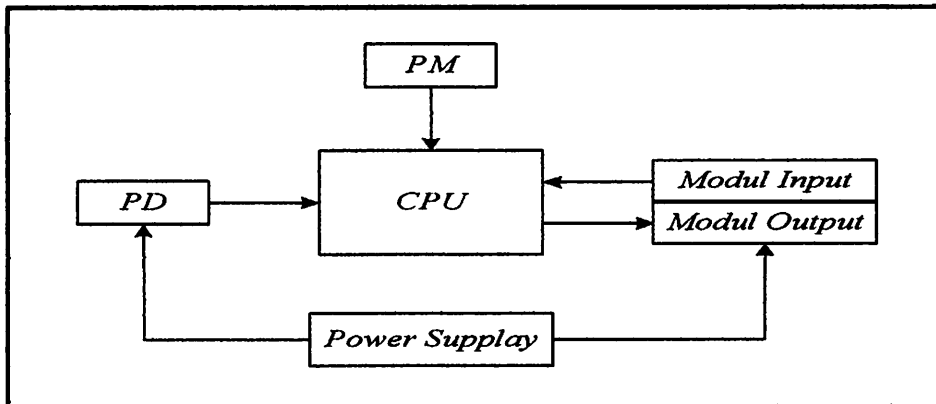 PM
CPU
PD
Modul Input
Modul Output
Power Supplay